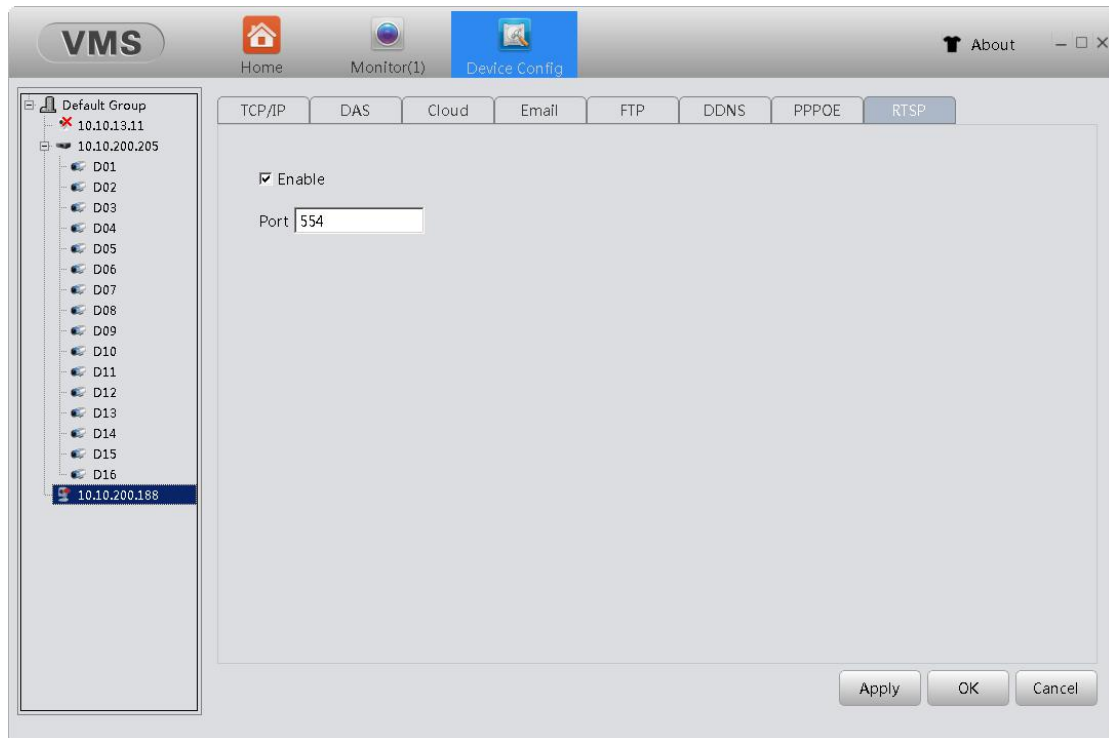 VMS
Home
Monitor(1)
Device Config
About
Default Group
10.10.13.11
10.10.200.205
D01
D02
D03
D04
D05
D06
D07
D08
D09
D10
D11
D12
D13
D14
D15
D16
10.10.200.188
TCP/IP
DAS
Cloud
Email
FTP
DDNS
PPPOE
RTSP
Enable
Port 554
Apply
OK
Cancel